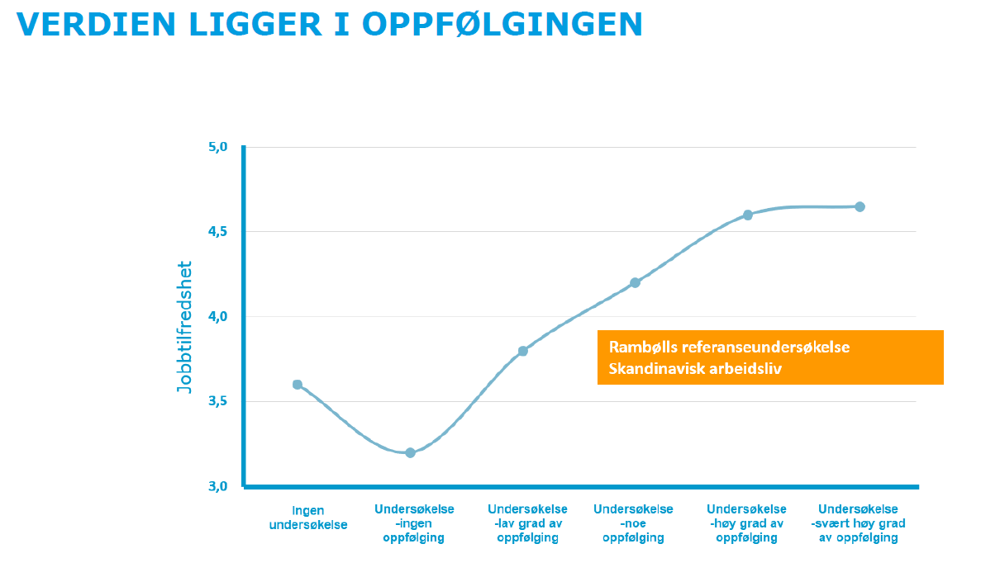 VERDIEN LIGGER I OPPFØLGINGEN
5,0
4,5
4,0
3,5
3,0
Jobbtilfredshet
Rambølls referanseundersøkelse
Skandinavisk arbeidsliv
Ingen
undersøkelse
Undersøkelse
-ingen
oppfølging
Undersøkelse
-lav grad av
oppfølging
Undersøkelse
-noe
oppfølging
Undersøkelse
-høy grad av
oppfølging
Undersøkelse
-svært høy grad
av oppfølging